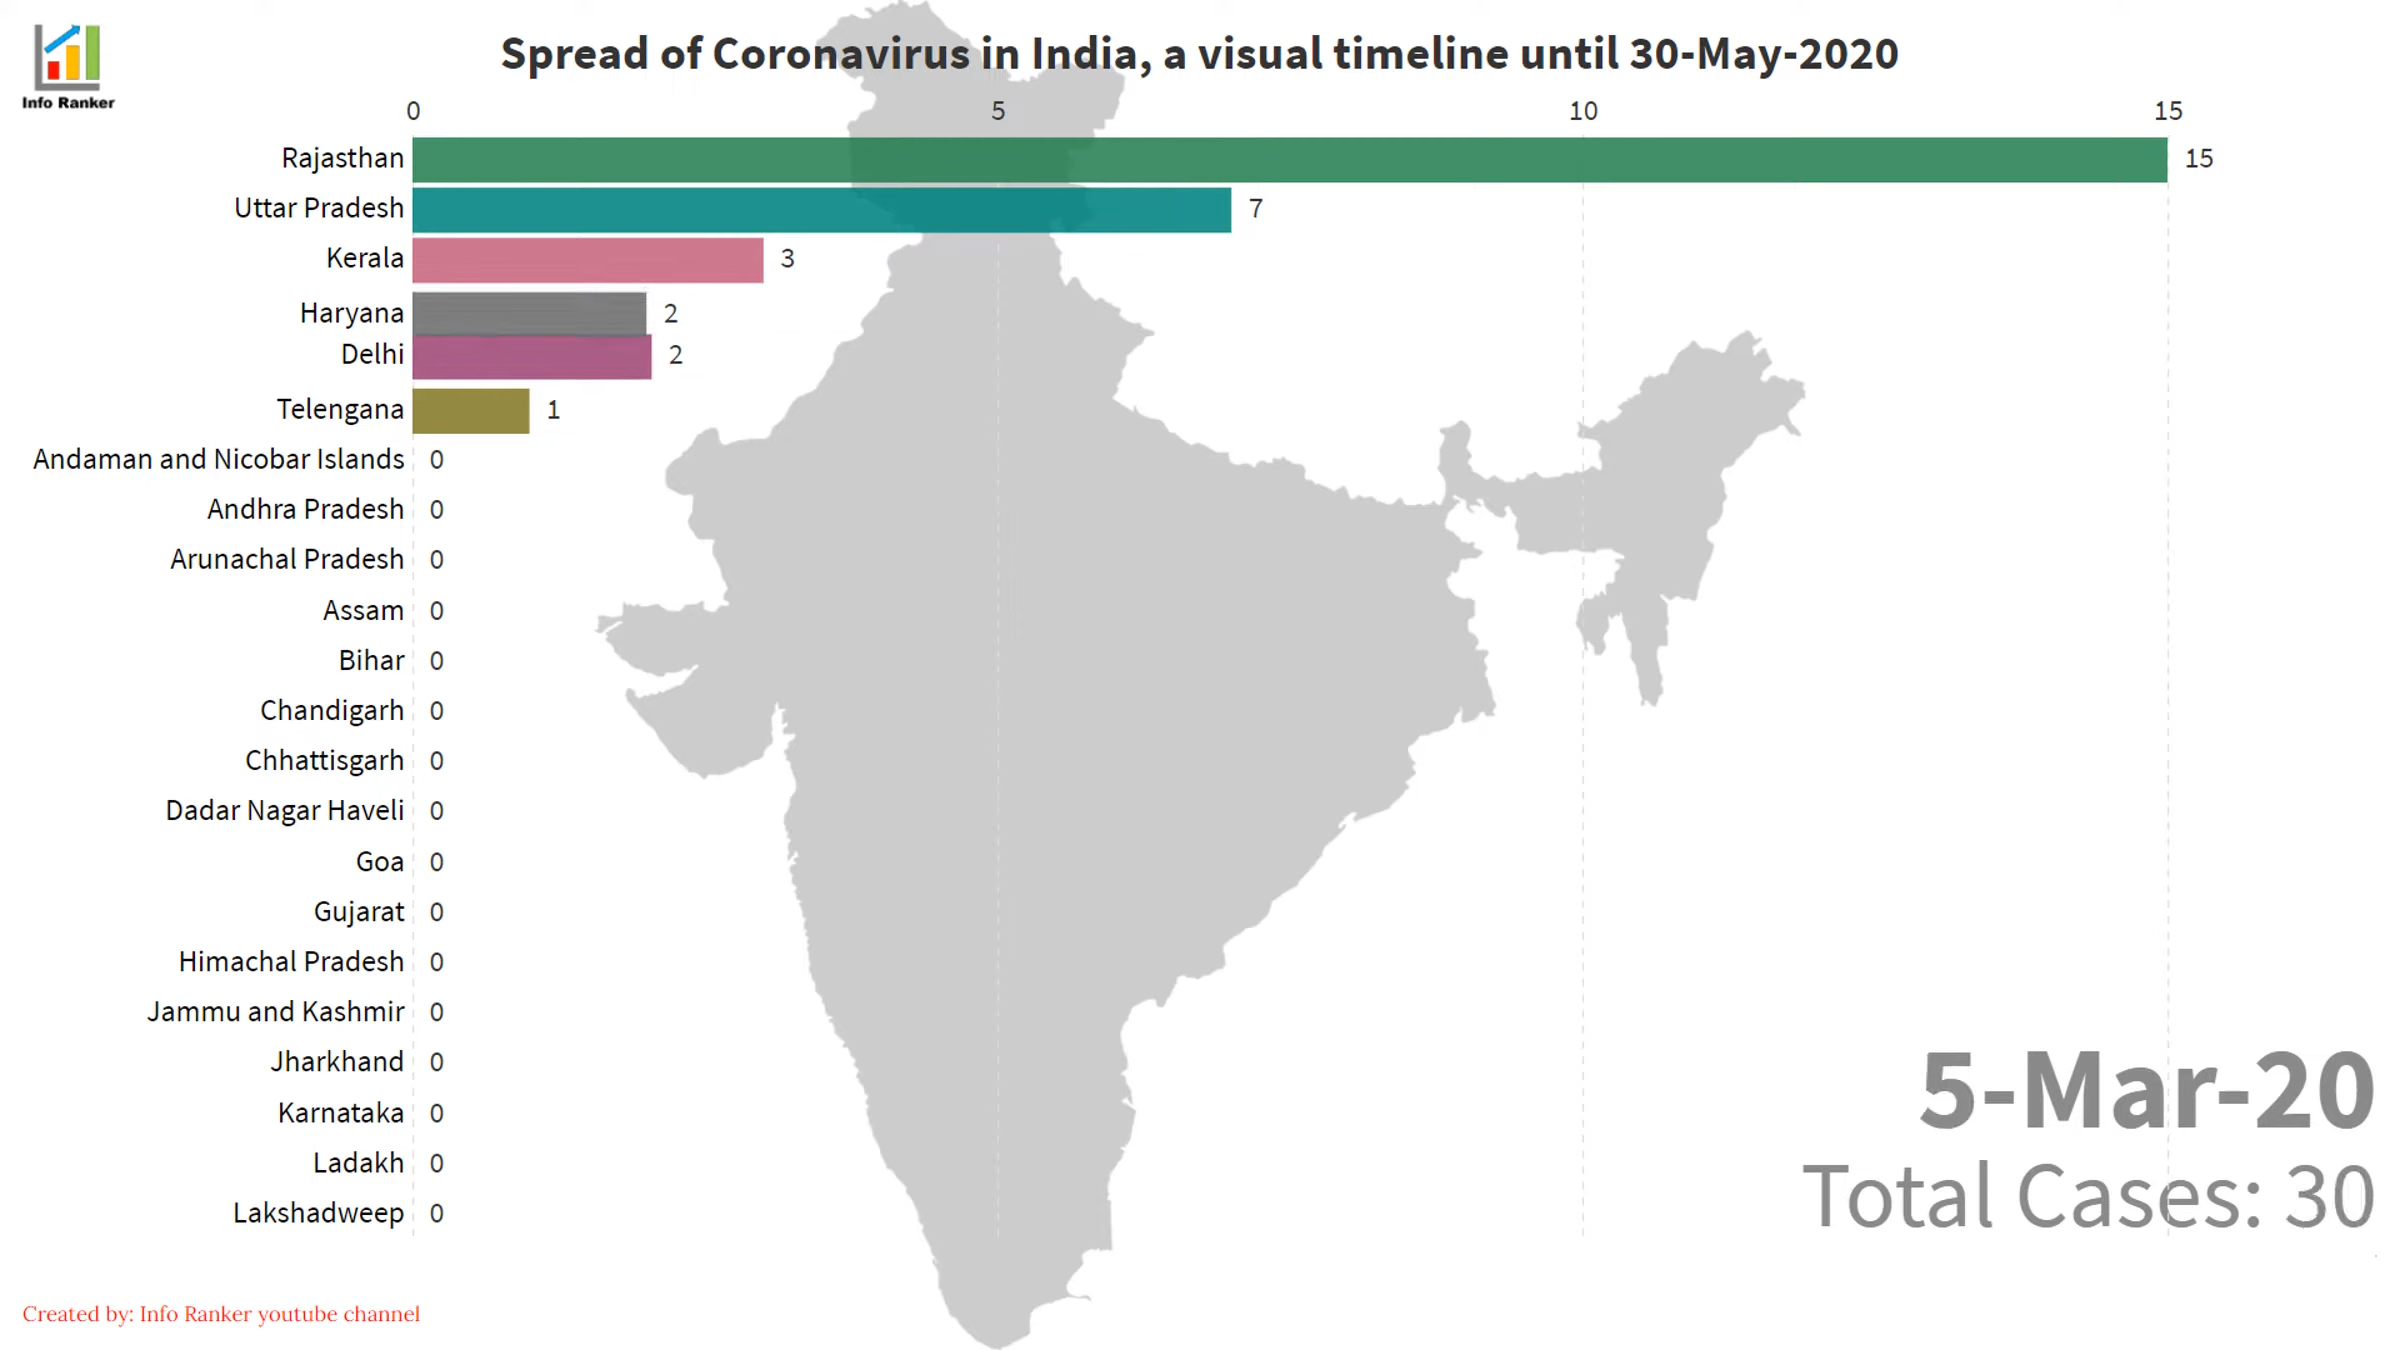 Spread of Coronavirus in India, a visual timeline until 30-May-2020
Info Ranker
0 5 10 15
Rajasthan 15
Uttar Pradesh 7
Kerala 3
Haryana 2
Delhi 2
Telengana 1
Andaman and Nicobar Islands 0
Andhra Pradesh 0
Arunachal Pradesh 0
Assam 0
Bihar 0
Chandigarh 0
Chhattisgarh 0
Dadar Nagar Haveli 0
Goa 0
Gujarat 0
Himachal Pradesh 0
Jammu and Kashmir 0
Jharkhand 0
Karnataka 0
Ladakh 0
Lakshadweep 0
5-Mar-20
Total Cases: 30
Created by: Info Ranker youtube channel